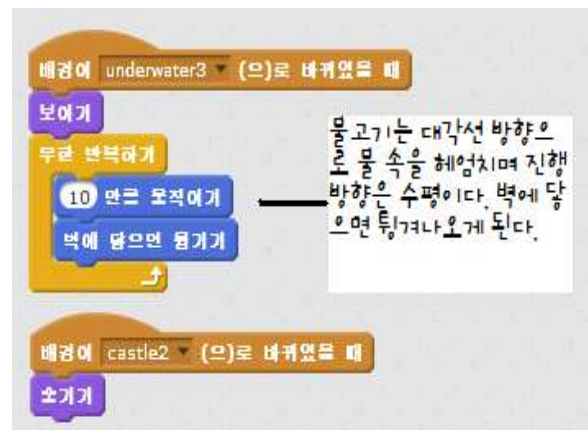 배경이 underwater3 (으)로 바뀌었을 때
보이기
무한 반복하기
10 만큼 움직이기
벽에 닿으면 튕기기
물고기는 대각선 방향으
로 물 속을 헤엄치며 진행
방향은 수평이다. 벽에 닿
으면 튕겨나오게 된다.
배경이 castle2 (으)로 바뀌었을 때
숨기기